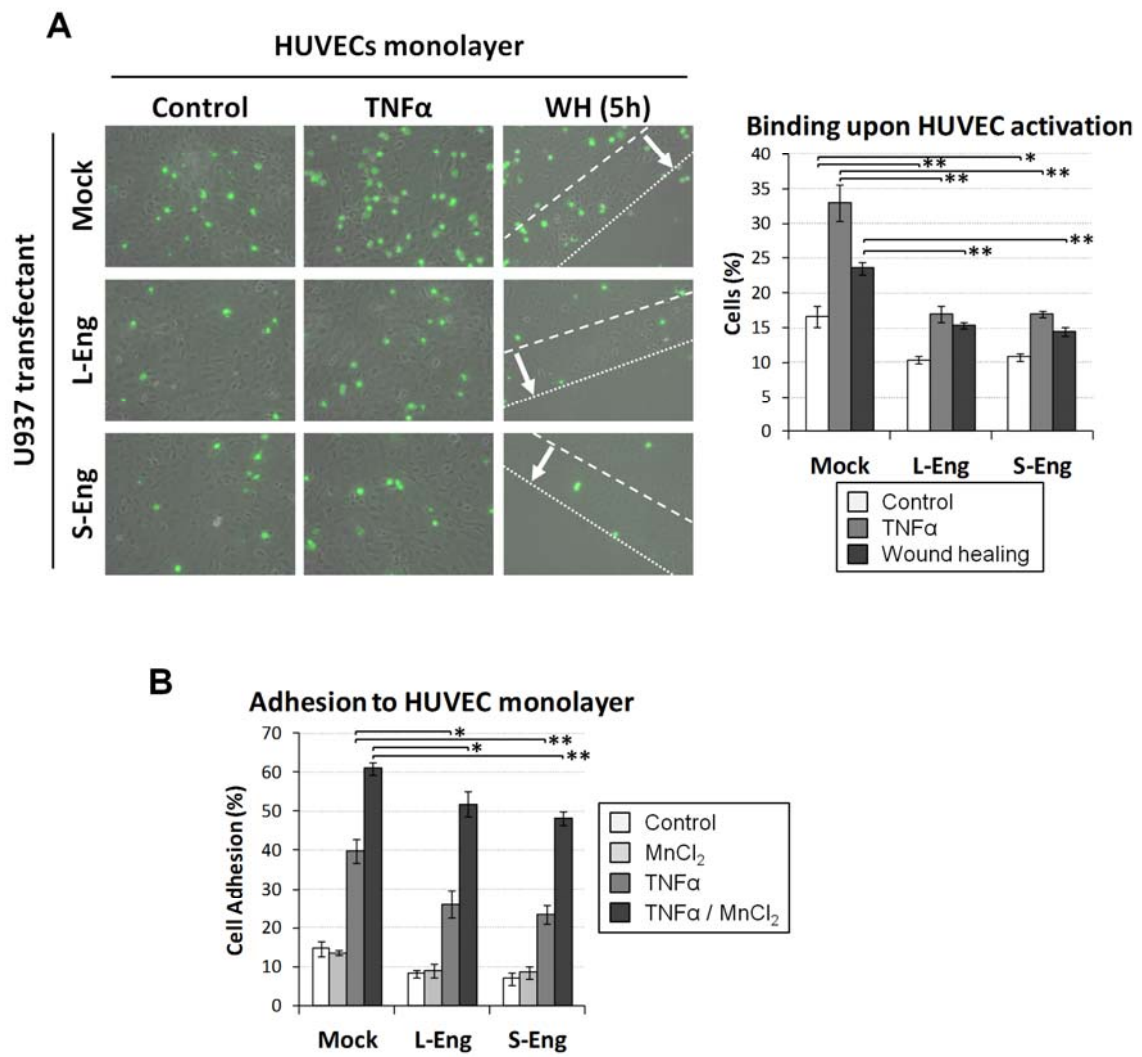 A
HUVECs monolayer
Control TNFα WH (5h)
U937 transfectant
Mock
L-Eng
S-Eng
Binding upon HUVEC activation
Cells (%)
40
35
30
25
20
15
10
5
0
*
**
**
**
**
**
Mock L-Eng S-Eng
Control
TNFα
Wound healing
B
Adhesion to HUVEC monolayer
Cell Adhesion (%)
70
60
50
40
30
20
10
0
*
**
*
**
Mock L-Eng S-Eng
Control
MnCl₂
TNFα
TNFα / MnCl₂